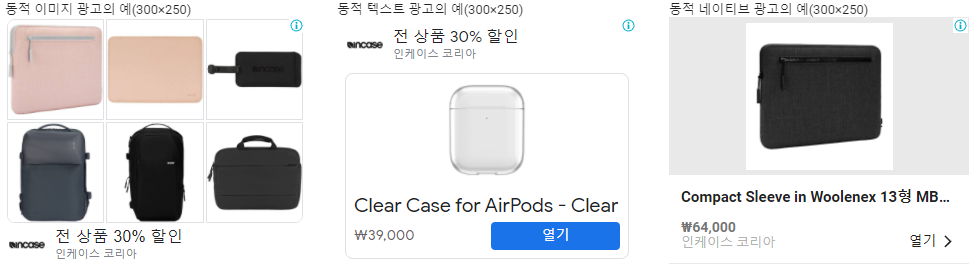 동적 이미지 광고의 예(300×250)
incase
incase
전 상품 30% 할인
인케이스 코리아
동적 텍스트 광고의 예(300×250)
incase
전 상품 30% 할인
인케이스 코리아
Clear Case for AirPods - Clear
₩39,000
열기
동적 네이티브 광고의 예(300×250)
Compact Sleeve in Woolenex 13형 MB...
₩64,000
인케이스 코리아
열기